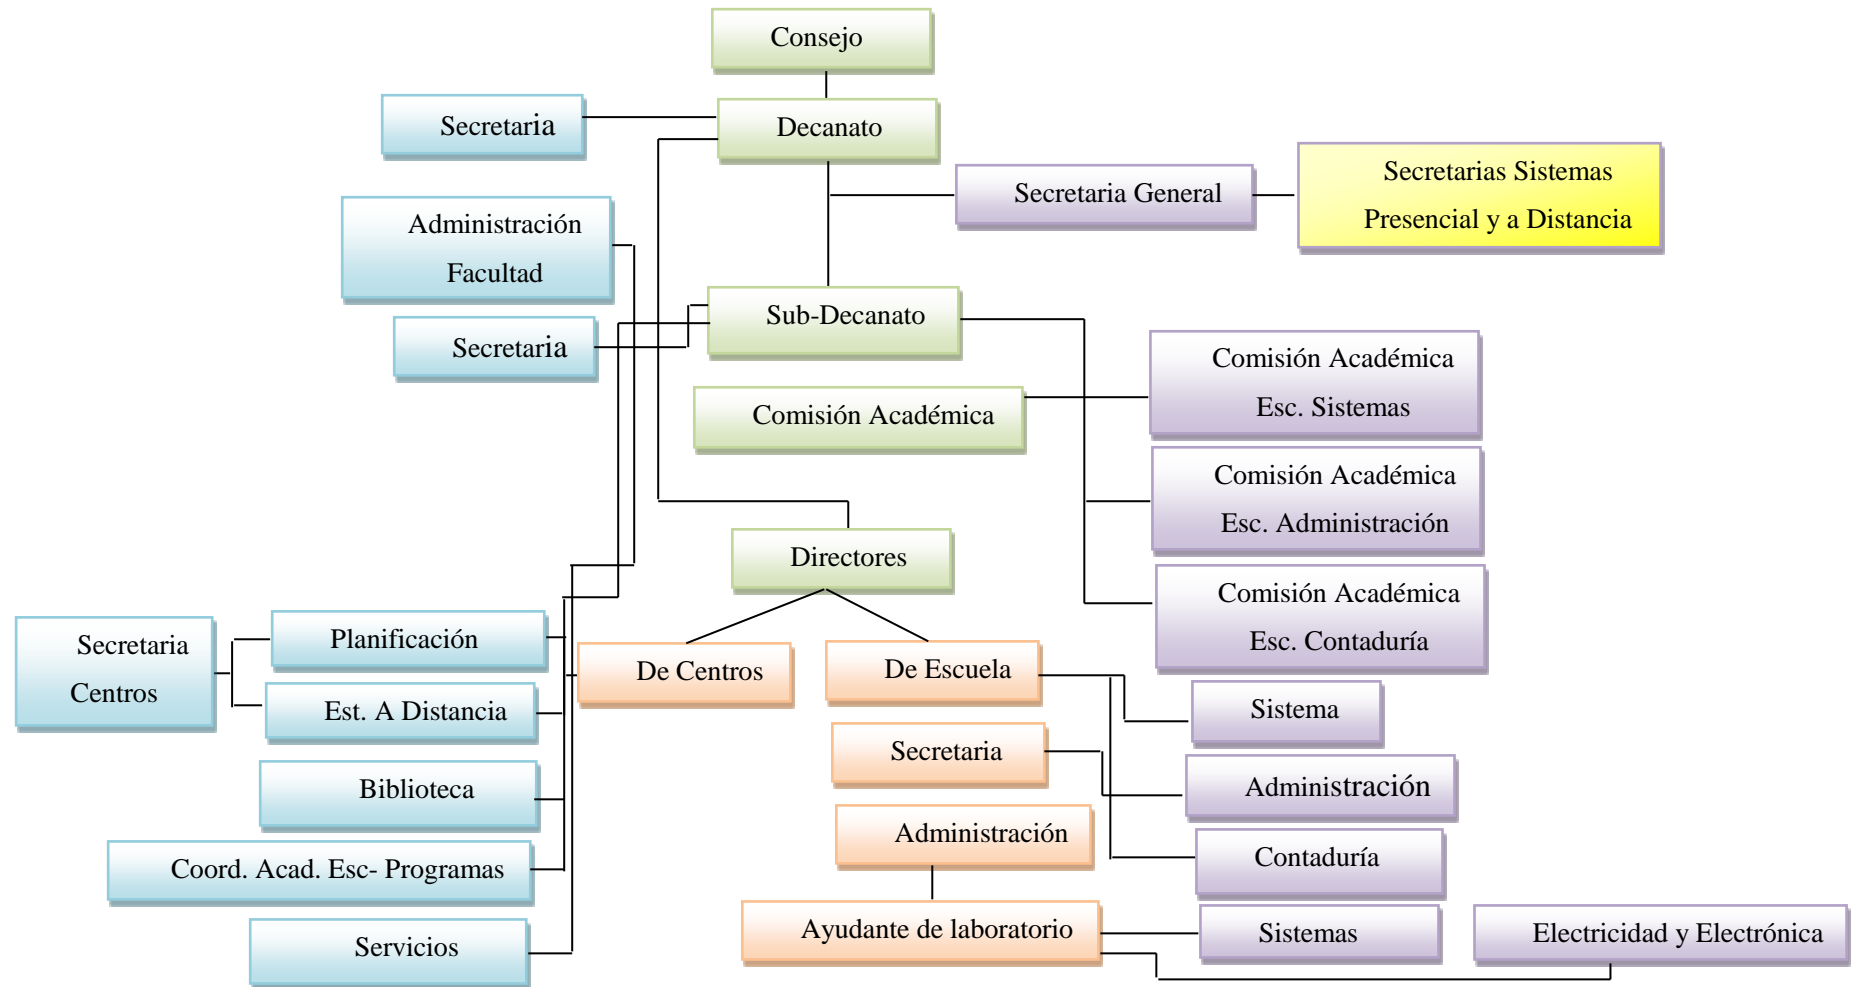 Consejo
Secretaria
Decanato
Secretaria General
Secretarias Sistemas
Presencial y a Distancia
Administración
Facultad
Sub-Decanato
Secretaria
Comisión Académica
Esc. Sistemas
Comisión Académica
Comisión Académica
Esc. Administración
Directores
Comisión Académica
Esc. Contaduría
Secretaria
Centros
Planificación
De Centros
De Escuela
Est. A Distancia
Sistema
Secretaria
Biblioteca
Administración
Administración
Contaduría
Coord. Acad. Esc- Programas
Ayudante de laboratorio
Sistemas
Electricidad y Electrónica
Servicios